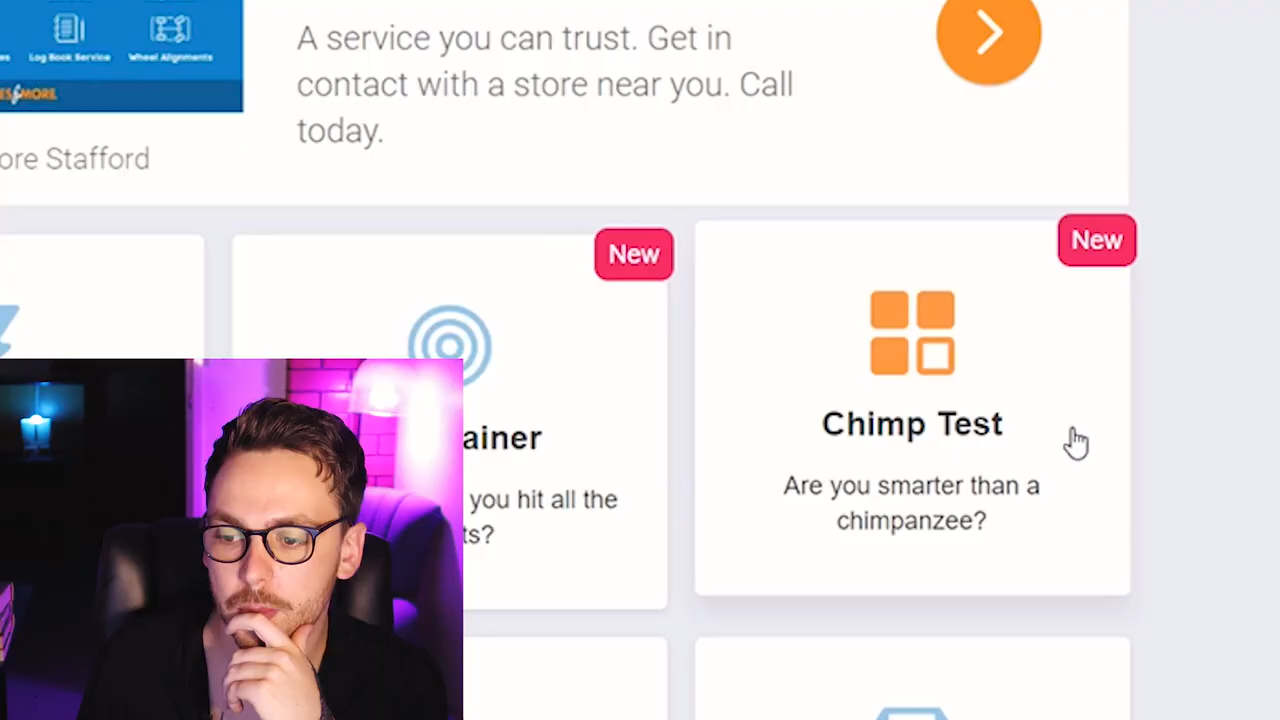 Log Book Service
Wheel Alignments
MORE
ore Stafford
A service you can trust. Get in
contact with a store near you. Call
today.
New
ainer
you hit all the
ts?
New
Chimp Test
Are you smarter than a
chimpanzee?